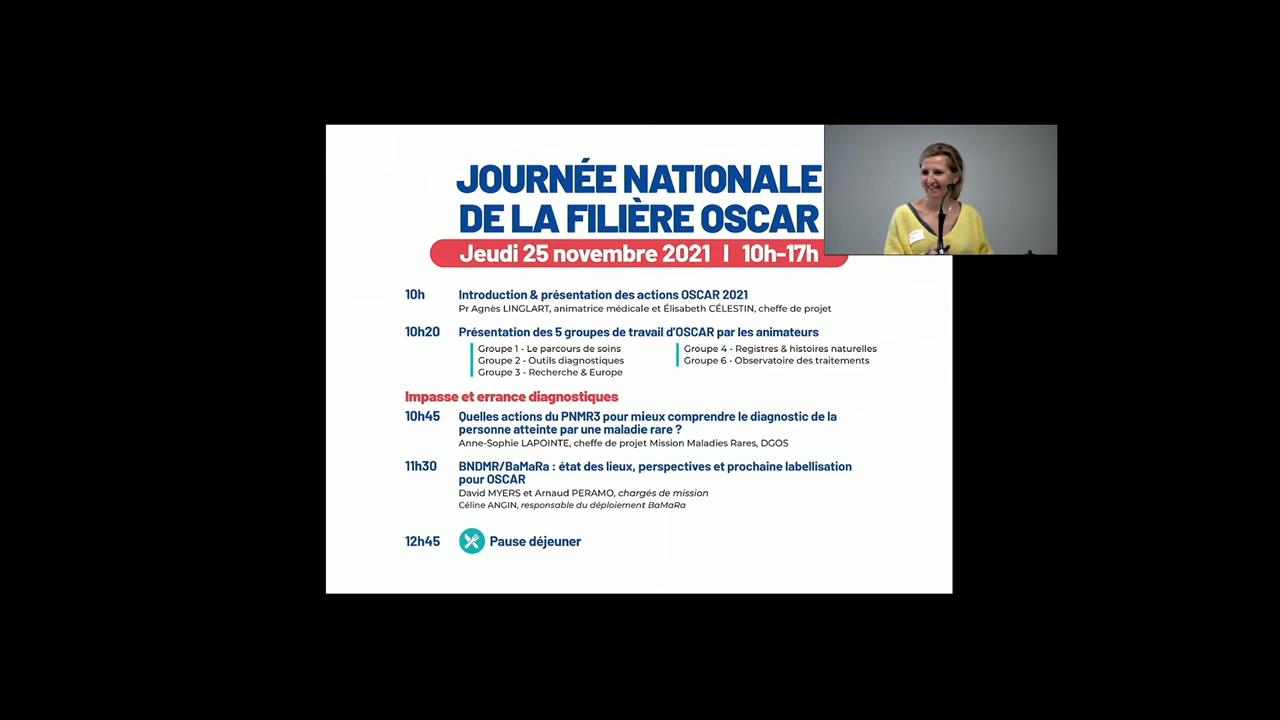 JOURNÉE NATIONALE
DE LA FILIÈRE OSCAR
Jeudi 25 novembre 2021 | 10h-17h
10h Introduction & présentation des actions OSCAR 2021
Pr Agnès LINGLART, animatrice médicale et Élisabeth CÉLESTIN, cheffe de projet
10h20 Présentation des 5 groupes de travail d'OSCAR par les animateurs
Groupe 1 - Le parcours de soins
Groupe 2 - Outils diagnostiques
Groupe 3 - Recherche & Europe
Groupe 4 - Registres & histoires naturelles
Groupe 6 - Observatoire des traitements
Impasse et errance diagnostiques
10h45 Quelles actions du PNMR3 pour mieux comprendre le diagnostic de la
personne atteinte par une maladie rare ?
Anne-Sophie LAPOINTE, cheffe de projet Mission Maladies Rares, DGOS
11h30 BNDMR/BaMaRa : état des lieux, perspectives et prochaine labellisation
pour OSCAR
David MYERS et Arnaud PERAMO, chargés de mission
Céline ANGIN, responsable du déploiement BaMaRa
12h45 Pause déjeuner